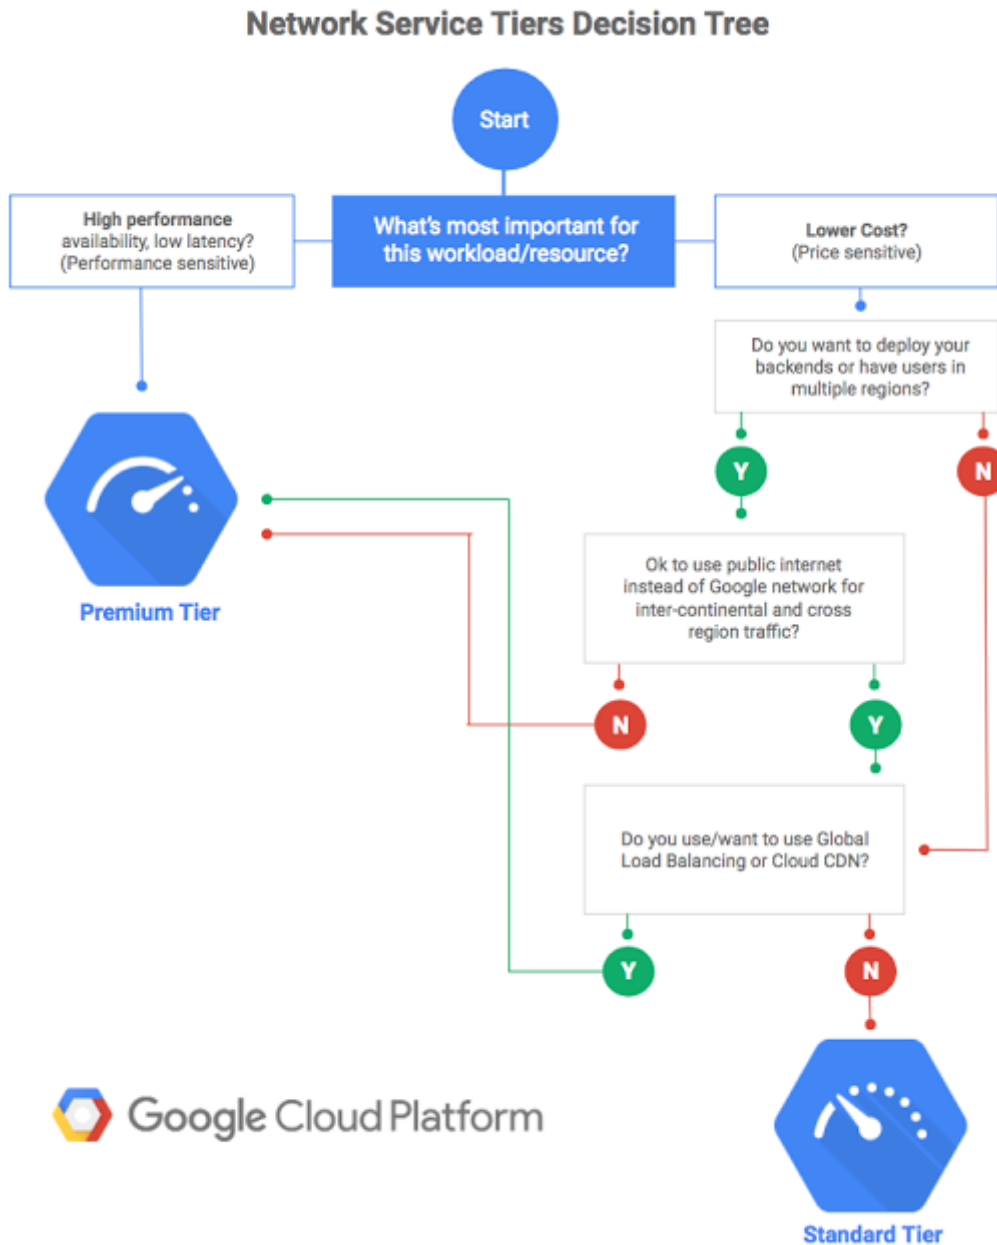 Network Service Tiers Decision Tree
Start
High performance
availability, low latency?
(Performance sensitive)
What's most important for
this workload/resource?
Lower Cost?
(Price sensitive)
Do you want to deploy your
backends or have users in
multiple regions?
Y
N
Ok to use public internet
instead of Google network for
inter-continental and cross
region traffic?
Premium Tier
N
Y
Do you use/want to use Global
Load Balancing or Cloud CDN?
Y
N
Google Cloud Platform
Standard Tier